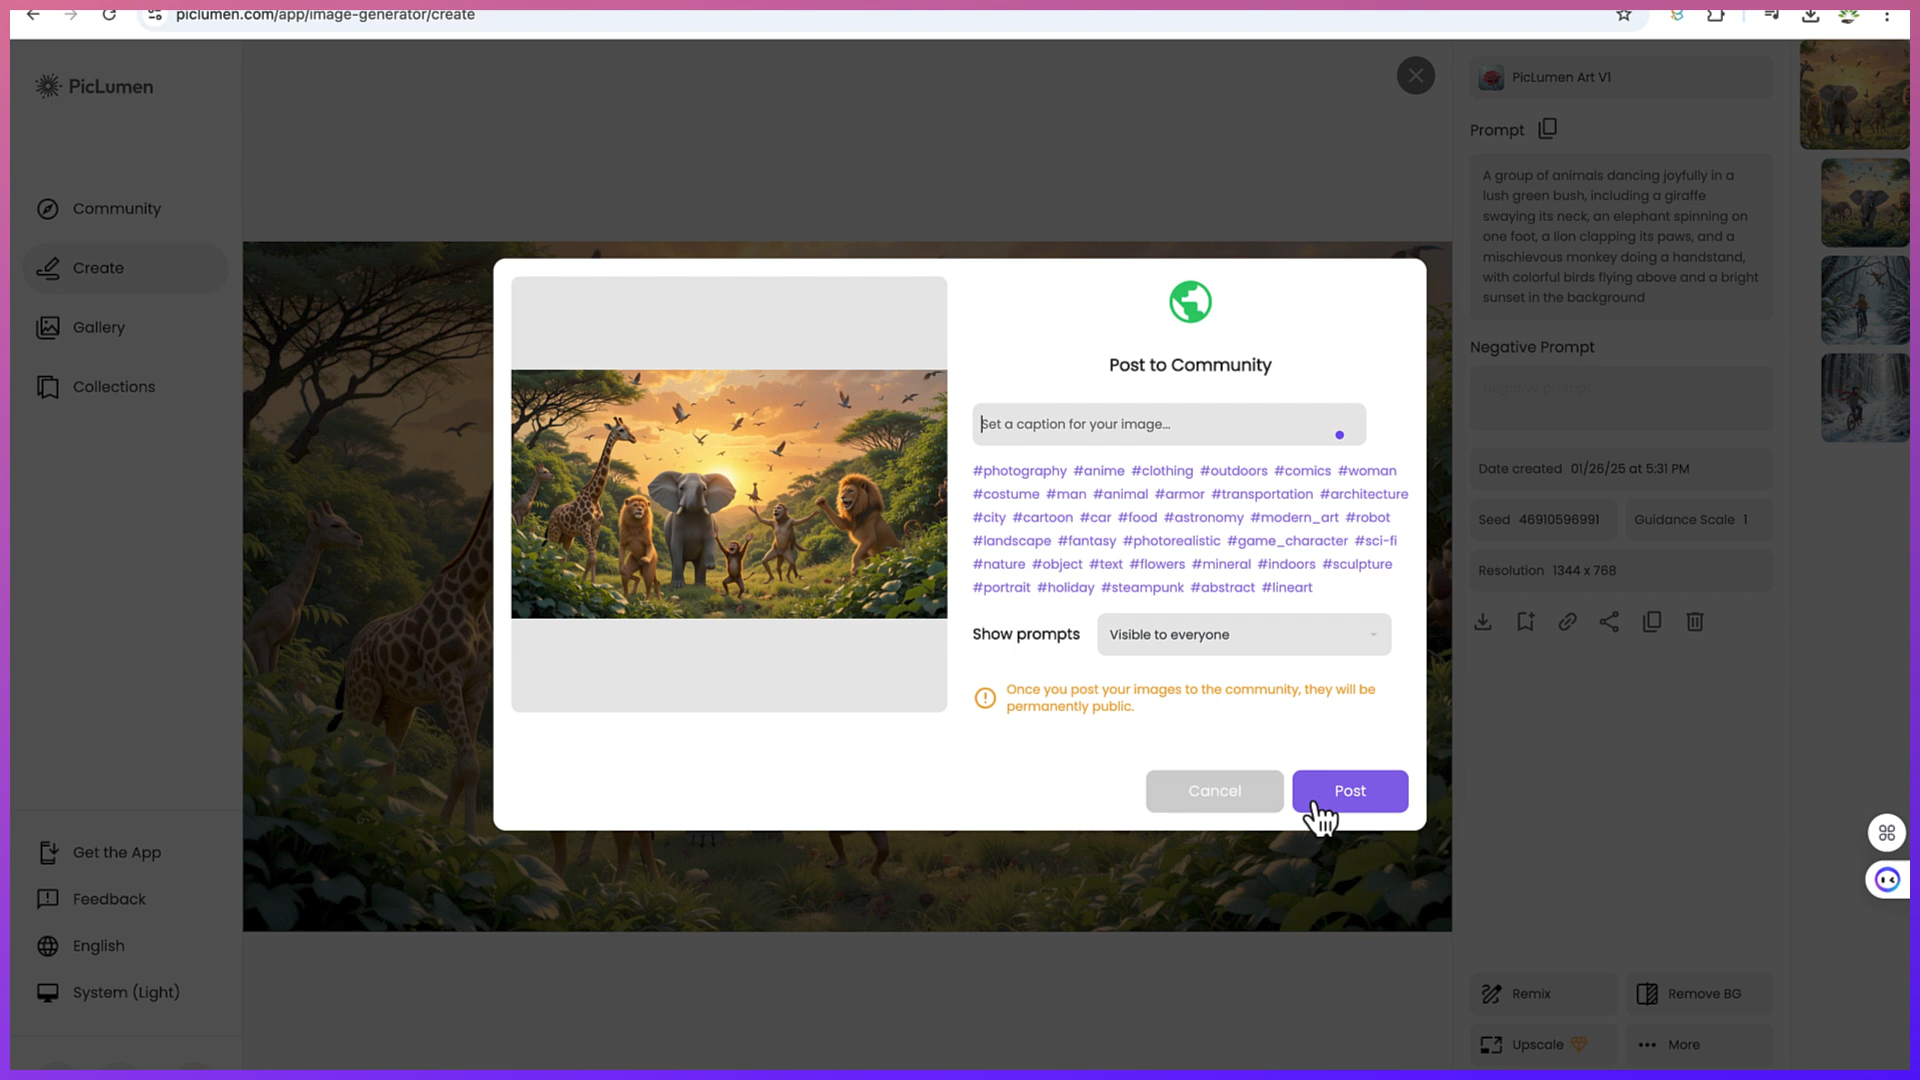 piclumen.com/app/image-generator/create
PicLumen
Community
Create
Gallery
Collections
Get the App
Feedback
English
System (Light)
Post to Community
Set a caption for your image...
#photography #anime #clothing #outdoors #comics #woman
#costume #man #animal #armor #transportation #architecture
#city #cartoon #car #food #astronomy #modern_art #robot
#landscape #fantasy #photorealistic #game_character #sci-fi
#nature #object #text #flowers #mineral #indoors #sculpture
#portrait #holiday #steampunk #abstract #lineart
Show prompts Visible to everyone
Once you post your images to the community, they will be
permanently public.
Cancel Post
PicLumen Art V1
Prompt
A group of animals dancing joyfully in a
lush green bush, including a giraffe
swaying its neck, an elephant spinning on
one foot, a lion clapping its paws, and a
mischievous monkey doing a handstand,
with colorful birds flying above and a bright
sunset in the background
Negative Prompt
Negative prompt
Date created 01/26/25 at 5:31 PM
Seed 46910596991 Guidance Scale 1
Resolution 1344 x 768
Remix Remove BG
Upscale More